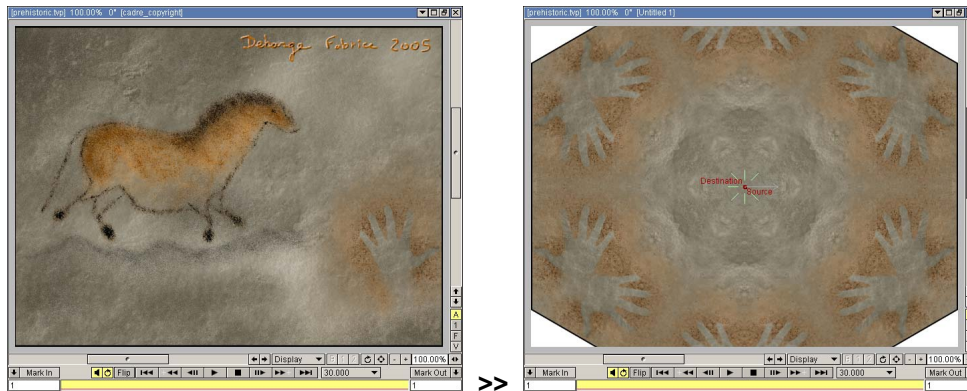 [prehistoric.tvp] 100.00% 0° [cadre_copyright]
Dehorge Fabrice 2005
A
1
F
V
Display
100.00%
Mark In
Flip
30.000
Mark Out
1
1
>>
[prehistoric.tvp] 100.00% 0° [Untitled 1]
Destination
Source
Display
100.00%
Mark In
Flip
30.000
Mark Out
1
1